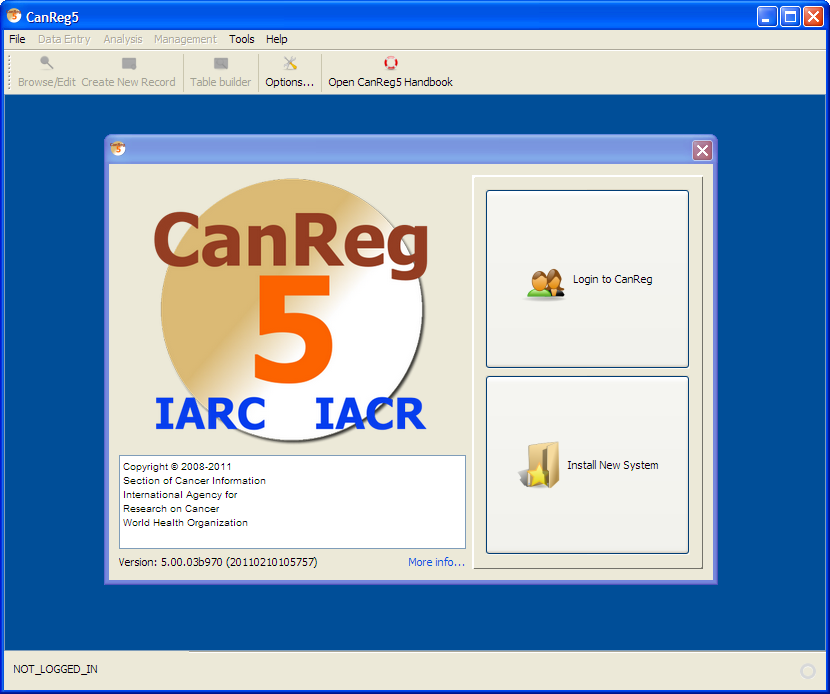 CanReg5
File Data Entry Analysis Management Tools Help
Browse/Edit Create New Record Table builder Options... Open CanReg5 Handbook
CanReg
5
IARC IACR
Login to CanReg
Install New System
Copyright © 2008-2011
Section of Cancer Information
International Agency for
Research on Cancer
World Health Organization
Version: 5.00.03b970 (20110210105757) More info...
NOT_LOGGED_IN